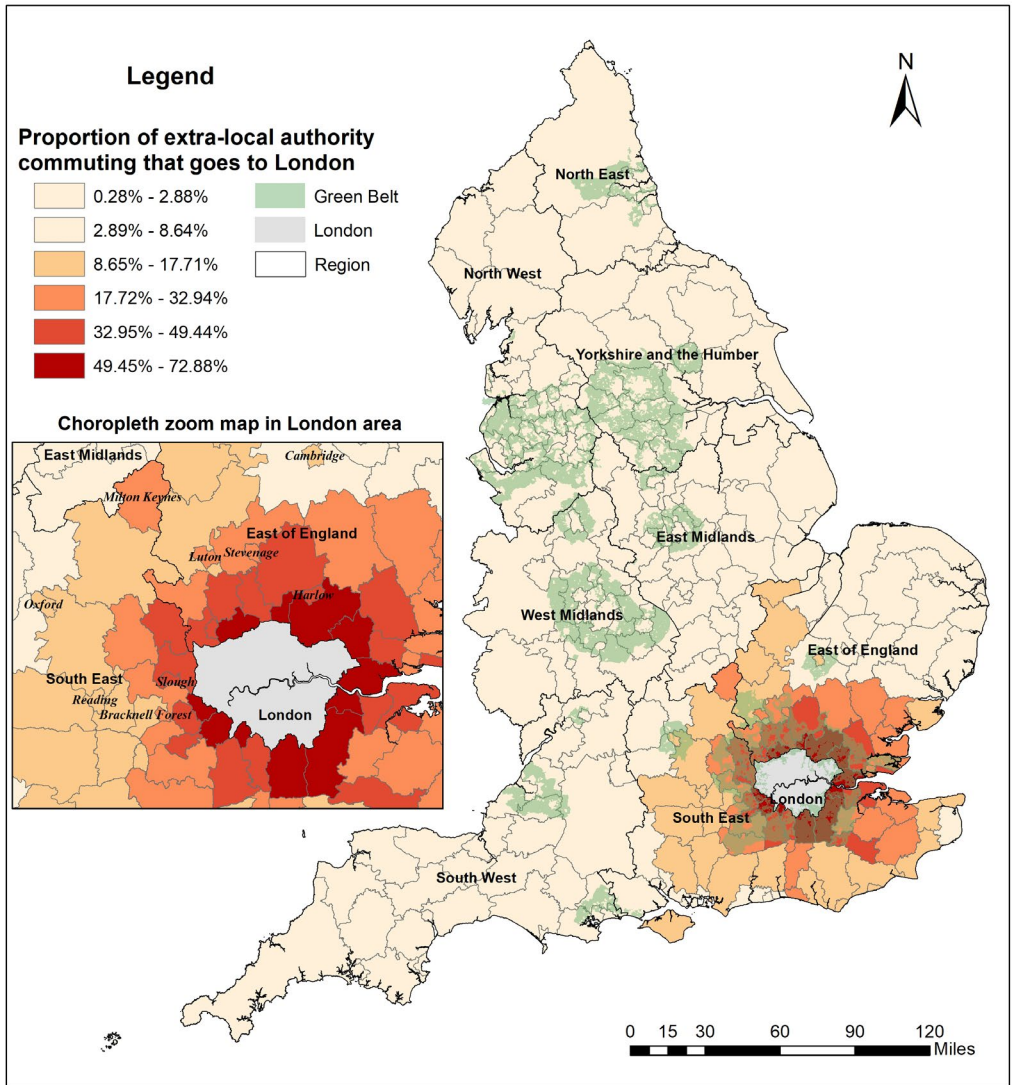 Legend
N
Proportion of extra-local authority
commuting that goes to London
0.28% - 2.88%
2.89% - 8.64%
8.65% - 17.71%
17.72% - 32.94%
32.95% - 49.44%
49.45% - 72.88%
Green Belt
London
Region
North East
North West
Yorkshire and the Humber
East Midlands
West Midlands
East of England
London
South East
South West
Choropleth zoom map in London area
East Midlands
Cambridge
Milton Keynes
East of England
Luton
Stevenage
Oxford
Harlow
South East
Slough
Reading
Bracknell Forest
London
0 15 30 60 90 120
Miles